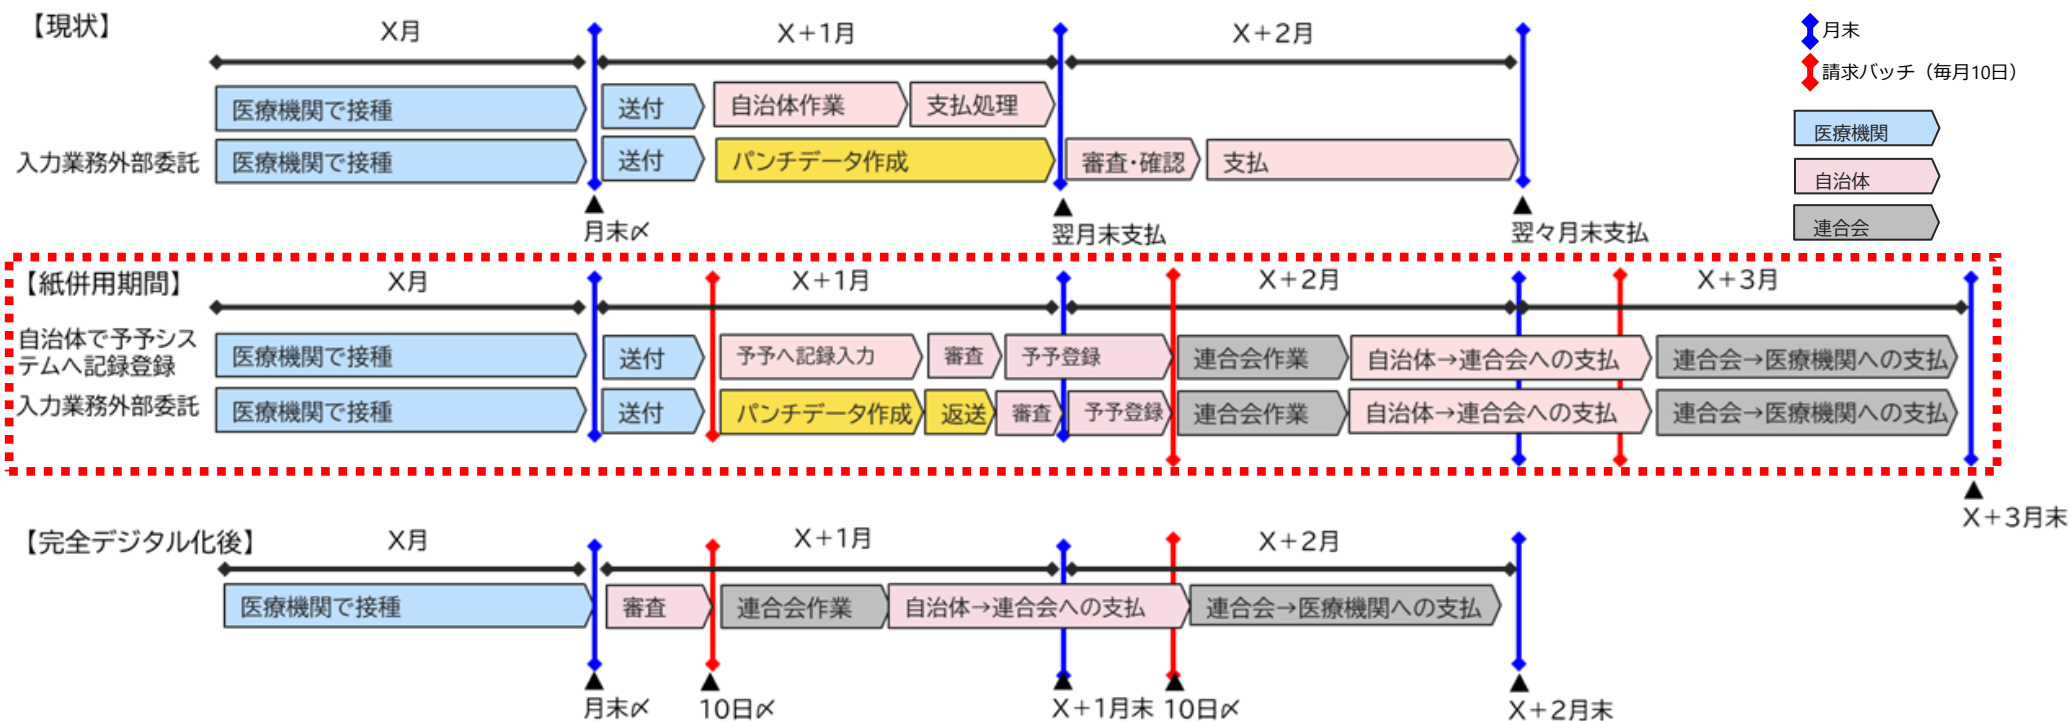 【現状】
X月
X+1月
X+2月
月末
請求バッチ（毎月10日）
医療機関で接種
送付
自治体作業
支払処理
医療機関
入力業務外部委託
医療機関で接種
送付
パンチデータ作成
審査・確認
支払
自治体
連合会
▲
月末〆
▲
翌月末支払
▲
翌々月末支払
【紙併用期間】
X月
X+1月
X+2月
X+3月
自治体で予予シス
テムへ記録登録
医療機関で接種
送付
予予へ記録入力
審査
予予登録
連合会作業
自治体→連合会への支払
連合会→医療機関への支払
入力業務外部委託
医療機関で接種
送付
パンチデータ作成
返送
審査
予予登録
連合会作業
自治体→連合会への支払
連合会→医療機関への支払
▲
X+3月末
【完全デジタル化後】
X月
X+1月
X+2月
医療機関で接種
審査
連合会作業
自治体→連合会への支払
連合会→医療機関への支払
▲
月末〆
▲
10日〆
▲
X+1月末
▲
10日〆
▲
X+2月末